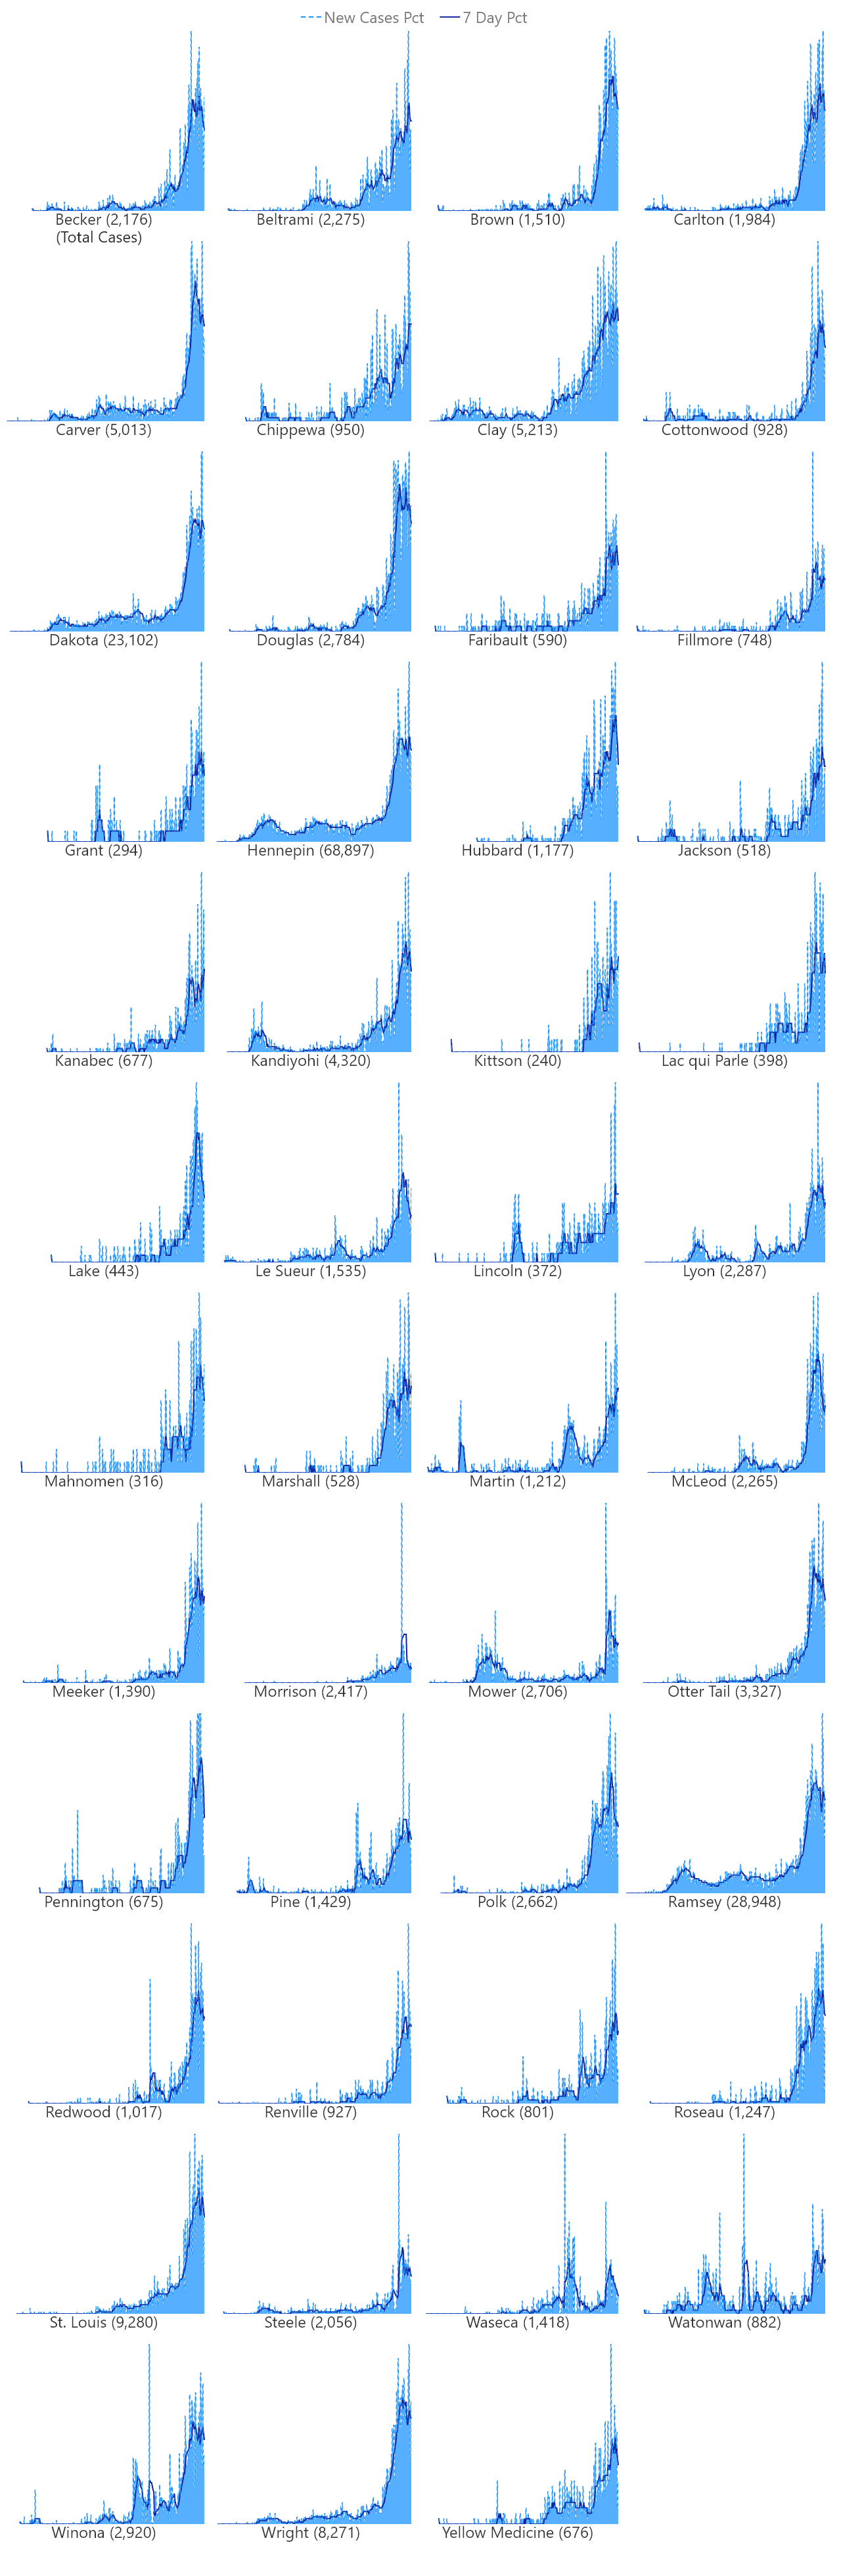 New Cases Pct 7 Day Pct
Becker (2,176) Beltrami (2,275) Brown (1,510) Carlton (1,984)
(Total Cases)
Carver (5,013) Chippewa (950) Clay (5,213) Cottonwood (928)
Dakota (23,102) Douglas (2,784) Faribault (590) Fillmore (748)
Grant (294) Hennepin (68,897) Hubbard (1,177) Jackson (518)
Kanabec (677) Kandiyohi (4,320) Kittson (240) Lac qui Parle (398)
Lake (443) Le Sueur (1,535) Lincoln (372) Lyon (2,287)
Mahnomen (316) Marshall (528) Martin (1,212) McLeod (2,265)
Meeker (1,390) Morrison (2,417) Mower (2,706) Otter Tail (3,327)
Pennington (675) Pine (1,429) Polk (2,662) Ramsey (28,948)
Redwood (1,017) Renville (927) Rock (801) Roseau (1,247)
St. Louis (9,280) Steele (2,056) Waseca (1,418) Watonwan (882)
Winona (2,920) Wright (8,271) Yellow Medicine (676)